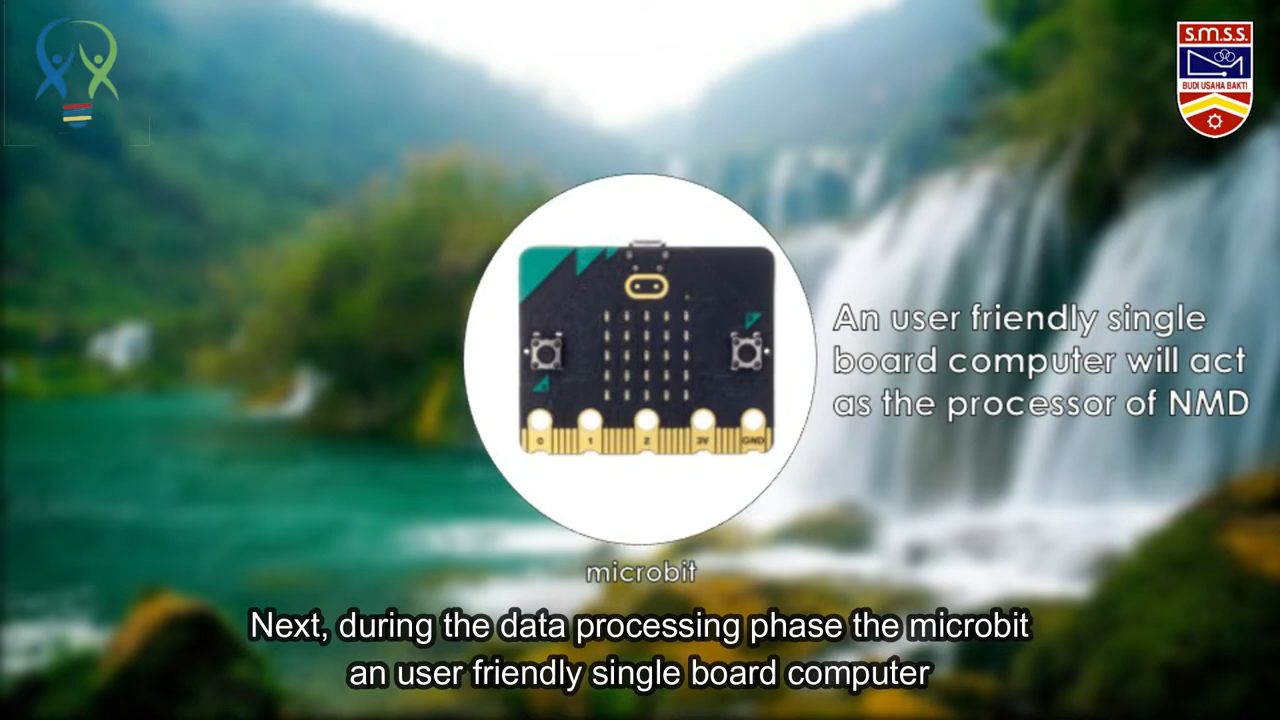 S.M.S.S.
BUDI USAHA BAKTI
0 1 2 3V GND
An user friendly single
board computer will act
as the processor of NMD
microbit
Next, during the data processing phase the microbit
an user friendly single board computer